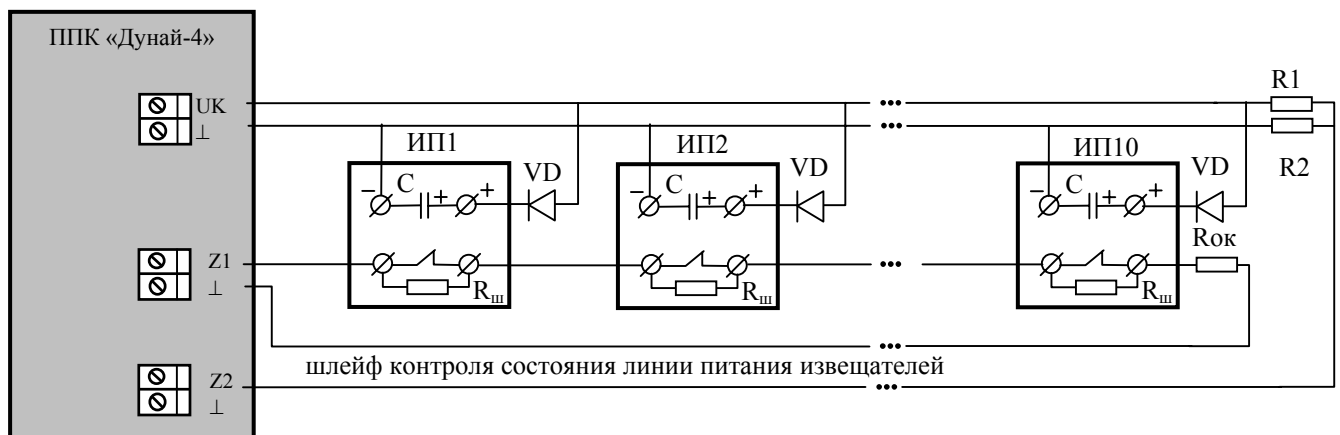 ППК «Дунай-4»
UK
⊥
R1
R2
ИП1
ИП2
ИП10
VD
VD
VD
− C + +
− C + +
− C + +
Rок
Z1
⊥
Rш
Rш
Rш
шлейф контроля состояния линии питания извещателей
Z2
⊥